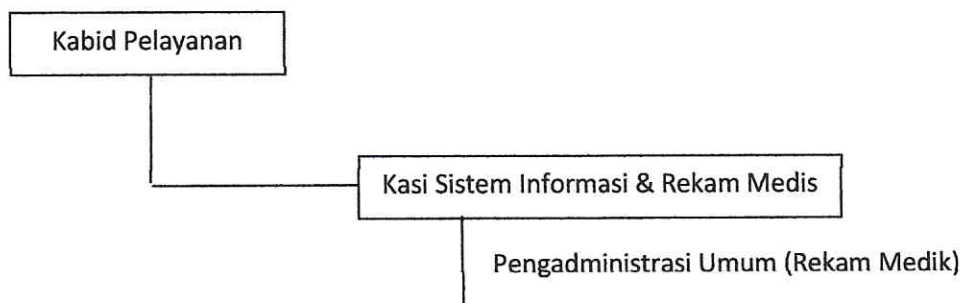 Kabid Pelayanan
Kasi Sistem Informasi & Rekam Medis
Pengadministrasi Umum (Rekam Medik)